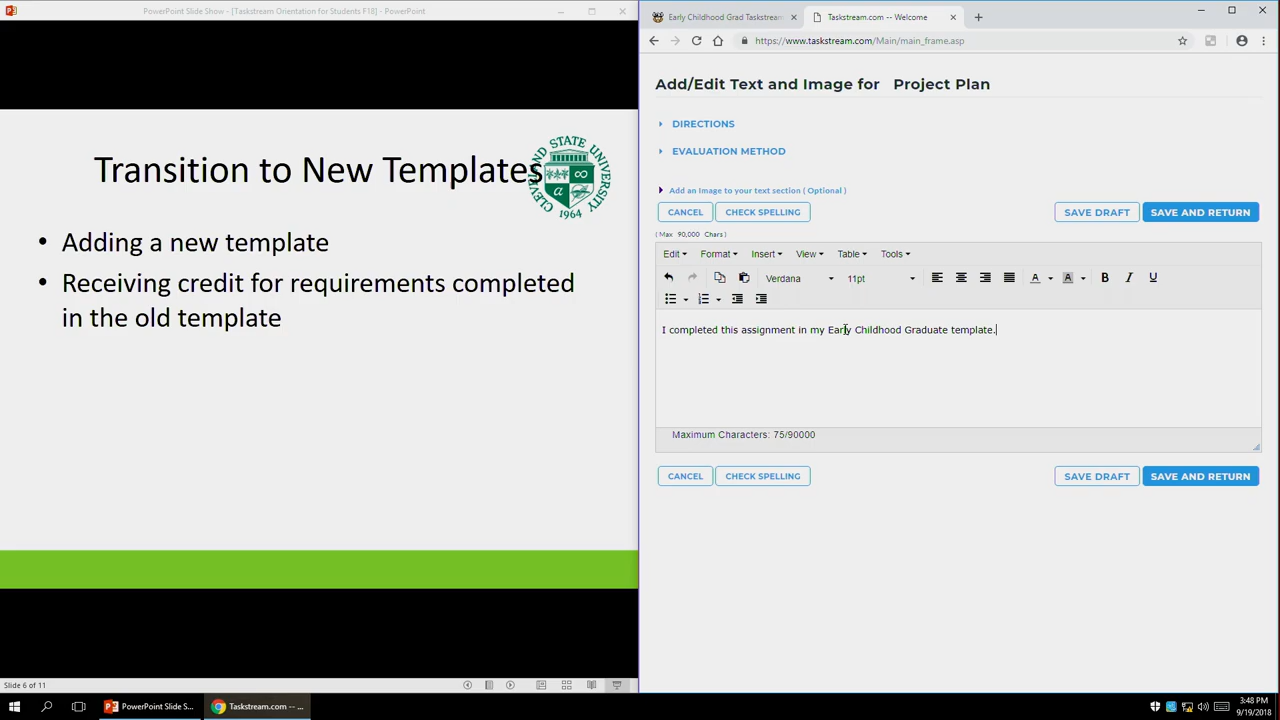 PowerPoint Slide Show - [Taskstream Orientation for Students F18] - PowerPoint
Transition to New Templates
CLEVELAND STATE UNIVERSITY
1964
• Adding a new template
• Receiving credit for requirements completed
in the old template
Slide 6 of 11
Early Childhood Grad Taskstream
Taskstream.com -- Welcome
https://www.taskstream.com/Main/main_frame.asp
Add/Edit Text and Image for Project Plan
DIRECTIONS
EVALUATION METHOD
Add an Image to your text section ( Optional )
CANCEL CHECK SPELLING SAVE DRAFT SAVE AND RETURN
( Max 90,000 Chars )
Edit Format Insert View Table Tools
Verdana 11pt A A B I U
I completed this assignment in my Early Childhood Graduate template.
Maximum Characters: 75/90000
CANCEL CHECK SPELLING SAVE DRAFT SAVE AND RETURN
PowerPoint Slide S...
Taskstream.com -- ...
3:48 PM
9/19/2018